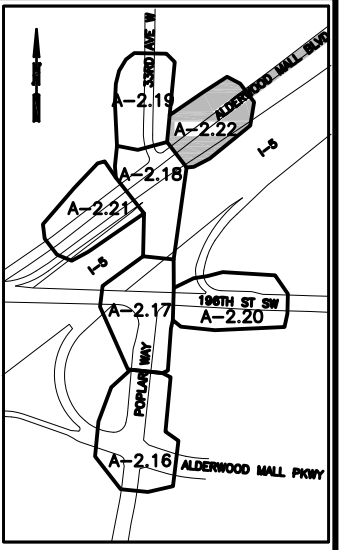 33RD AVE W
ALDERWOOD MALL BLVD
A-2.19
A-2.22
I-5
A-2.18
A-2.21
I-5
196TH ST SW
A-2.17
A-2.20
POPLAR WAY
A-2.16
ALDERWOOD MALL PKWY